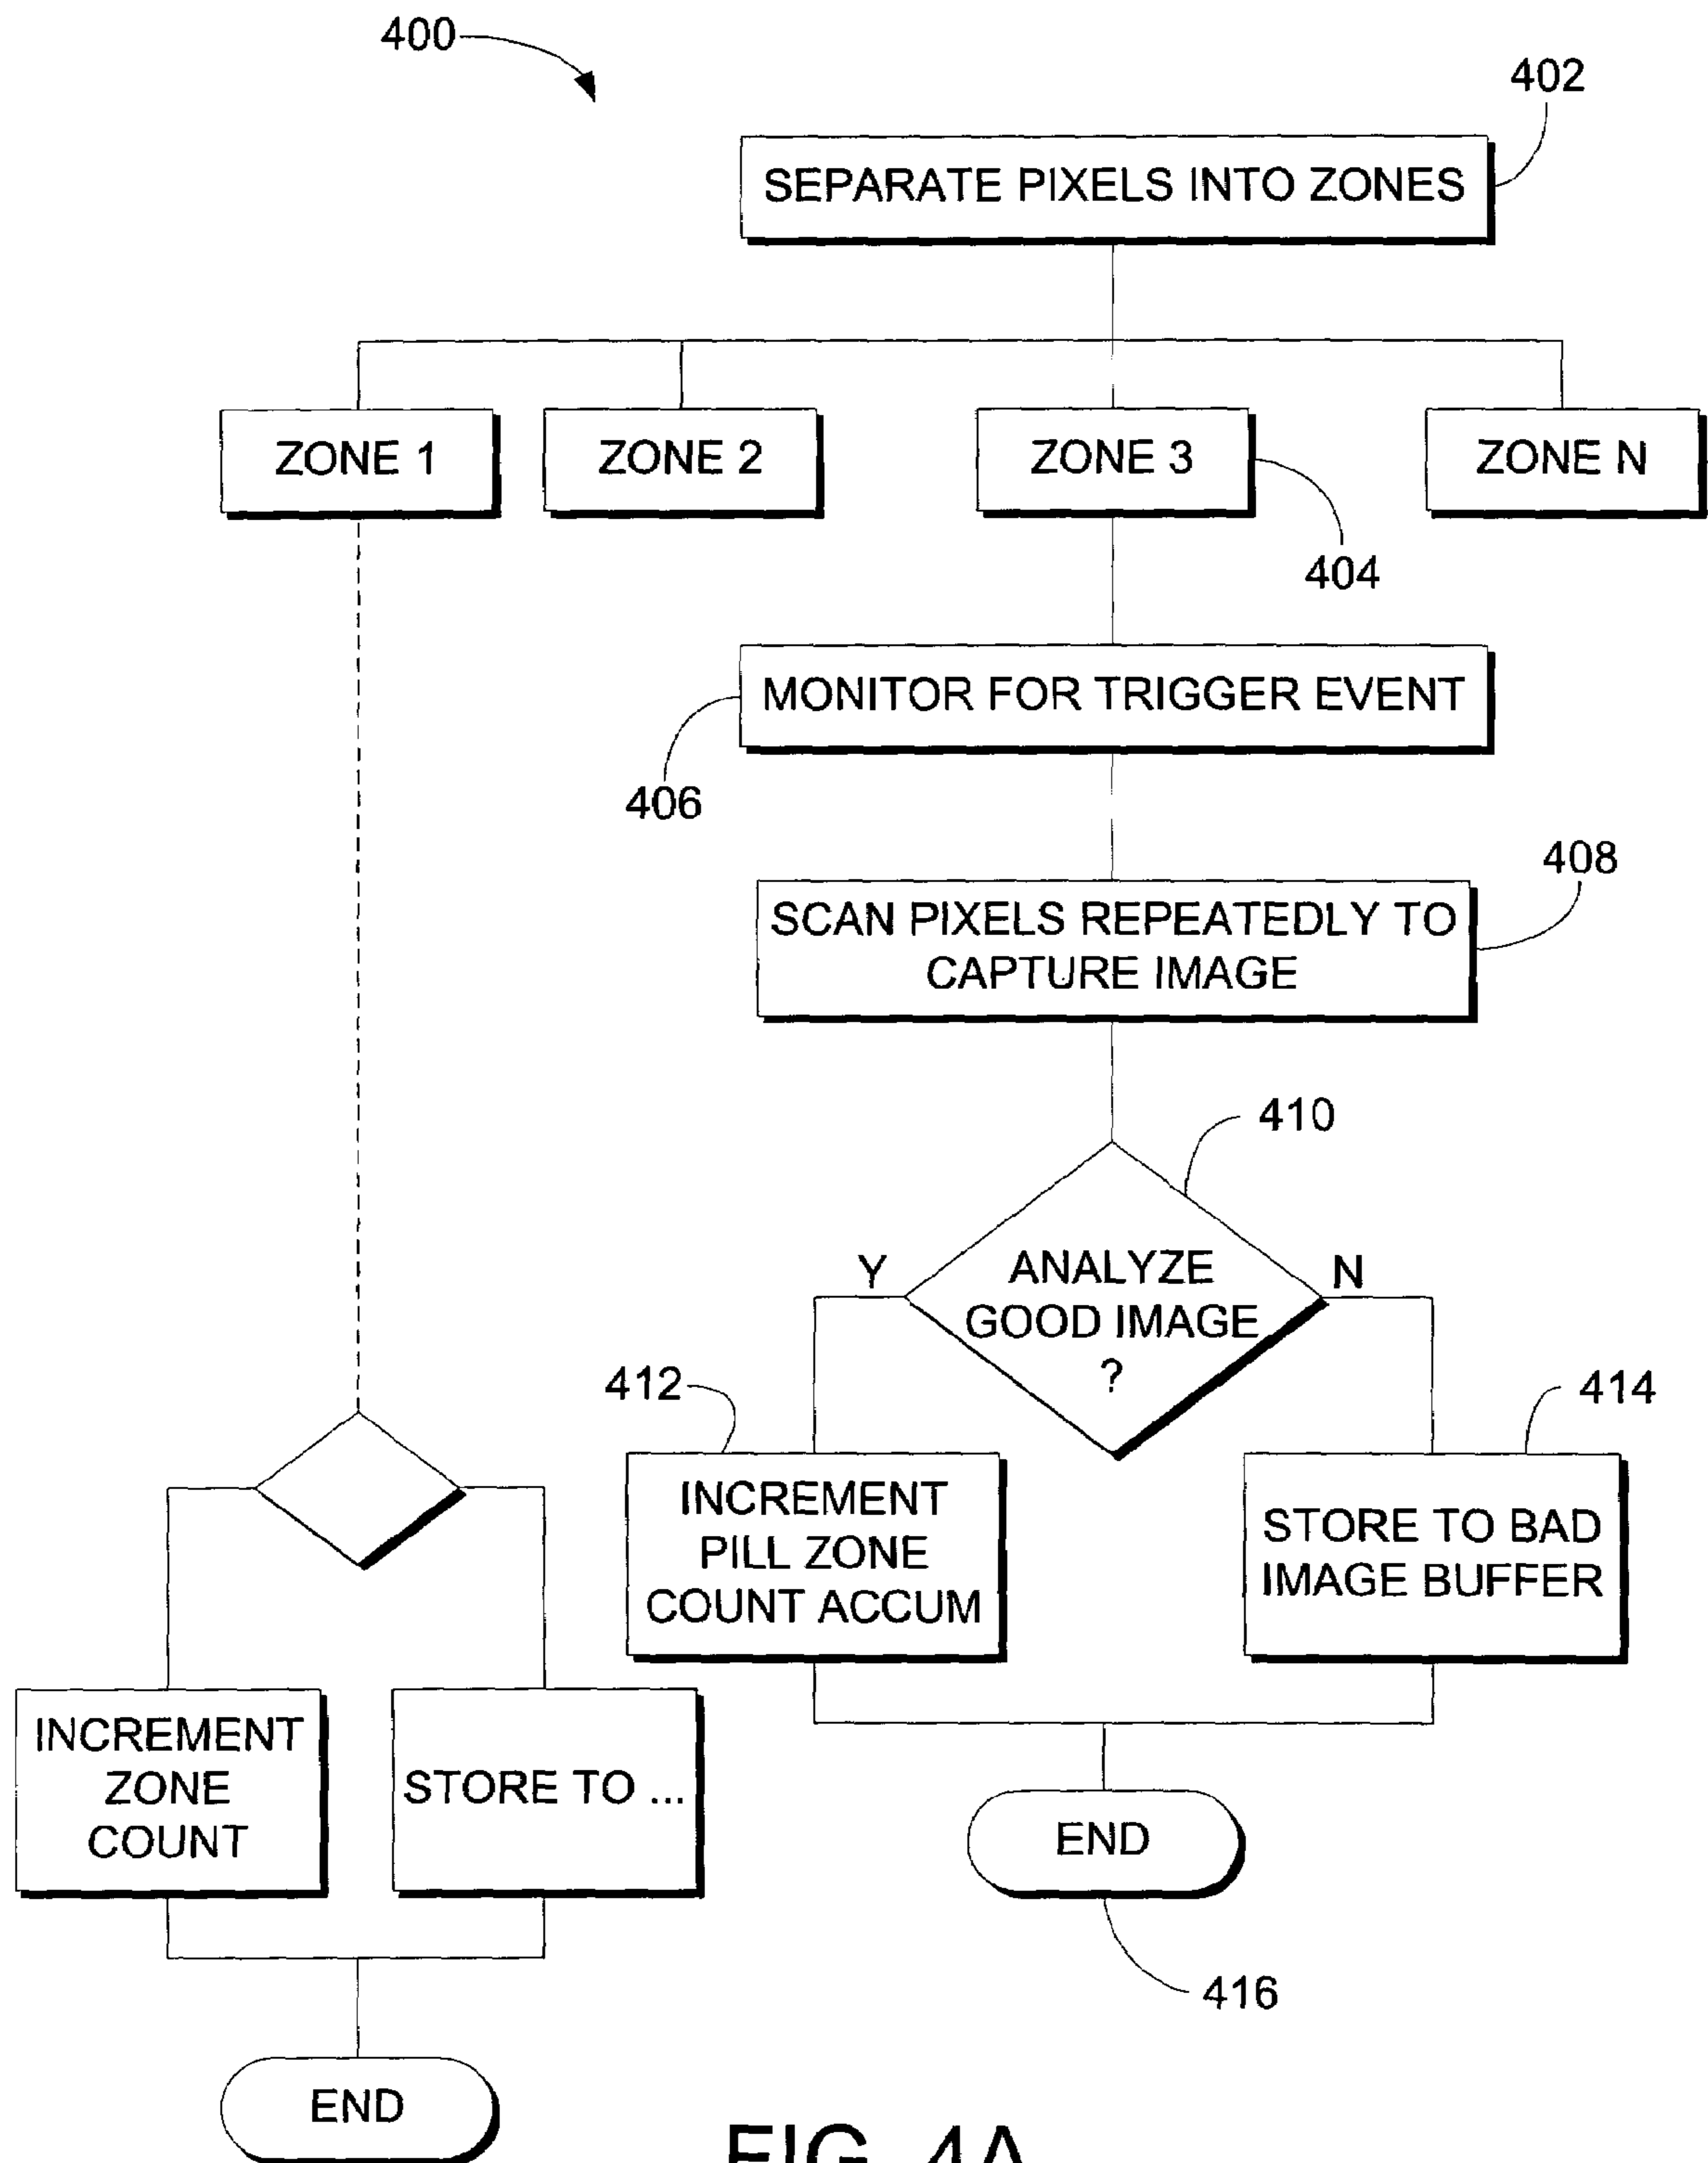 400
402
SEPARATE PIXELS INTO ZONES
ZONE 1
ZONE 2
ZONE 3
ZONE N
404
MONITOR FOR TRIGGER EVENT
406
408
SCAN PIXELS REPEATEDLY TO
CAPTURE IMAGE
410
Y
ANALYZE
GOOD IMAGE
?
N
412
414
INCREMENT
PILL ZONE
COUNT ACCUM
STORE TO BAD
IMAGE BUFFER
INCREMENT
ZONE
COUNT
STORE TO ...
END
416
END
FIG. 4A